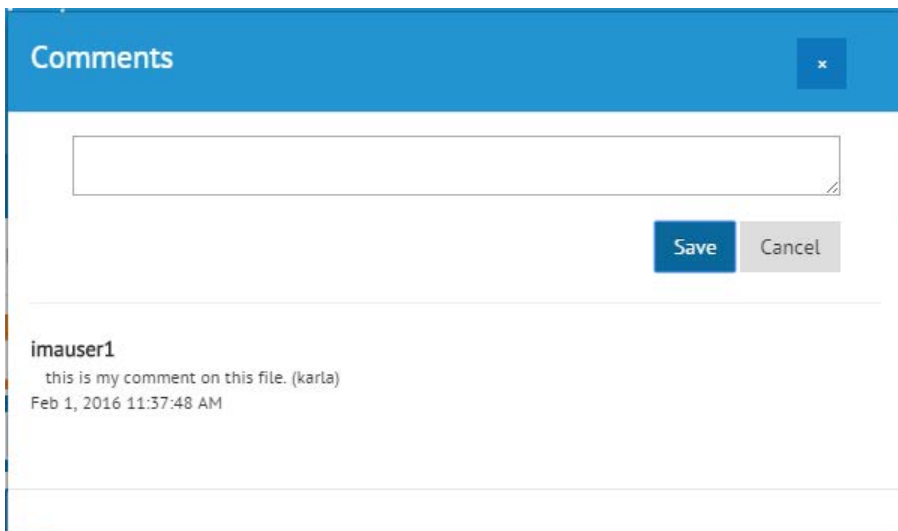 Comments
×
Save Cancel
imauser1
this is my comment on this file. (karla)
Feb 1, 2016 11:37:48 AM